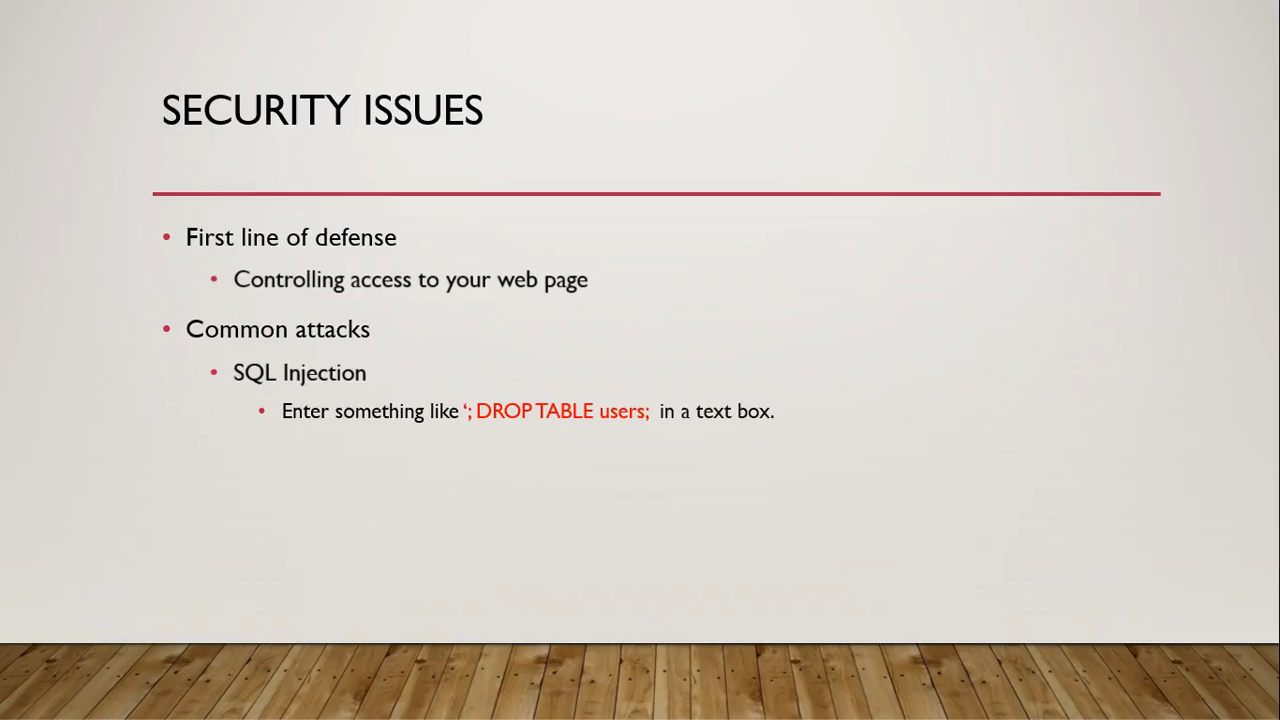 SECURITY ISSUES
• First line of defense
• Controlling access to your web page
• Common attacks
• SQL Injection
• Enter something like ‘; DROP TABLE users; in a text box.